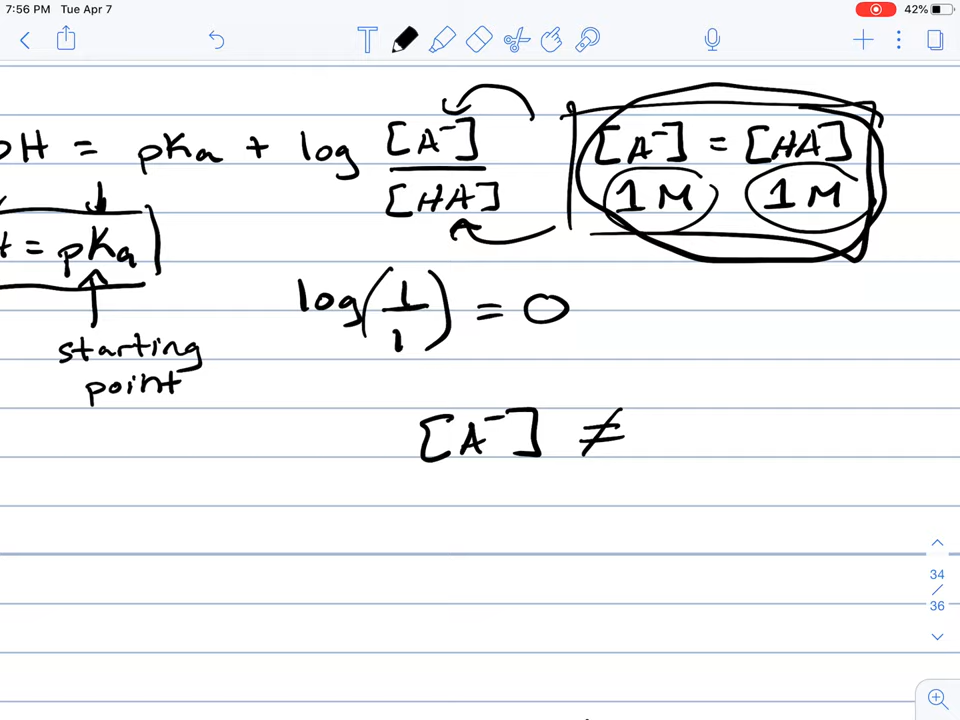 7:56 PM Tue Apr 7
42%
T
pH = pKa + log [A⁻] / [HA]
[A⁻] = [HA]
1 M 1 M
H = pKa
log(1/1) = 0
starting
point
[A⁻] ≠
34
/
36